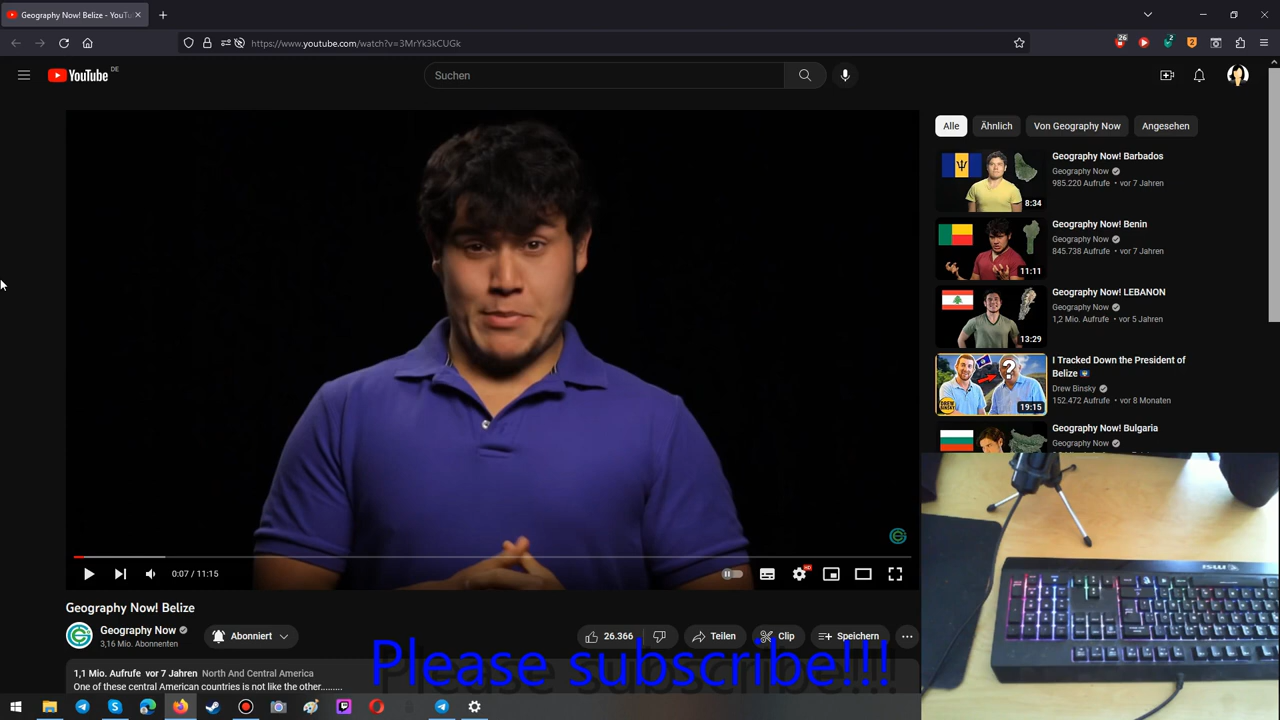 Geography Now! Belize - YouTu
https://www.youtube.com/watch?v=3MrYk3kCUGk
26
2
2
YouTube DE
Suchen
Alle
Ähnlich
Von Geography Now
Angesehen
Geography Now! Barbados
Geography Now
985.220 Aufrufe • vor 7 Jahren
8:34
Geography Now! Benin
Geography Now
845.738 Aufrufe • vor 7 Jahren
11:11
Geography Now! LEBANON
Geography Now
1,2 Mio. Aufrufe • vor 5 Jahren
13:29
I Tracked Down the President of
Belize
Drew Binsky
152.472 Aufrufe • vor 8 Monaten
19:15
Geography Now! Bulgaria
Geography Now
0:07 / 11:15
HD
Geography Now! Belize
Geography Now
3,16 Mio. Abonnenten
Abonniert
26.366
Teilen
Clip
Speichern
Please subscribe!!!
1,1 Mio. Aufrufe vor 7 Jahren North And Central America
One of these central American countries is not like the other.........